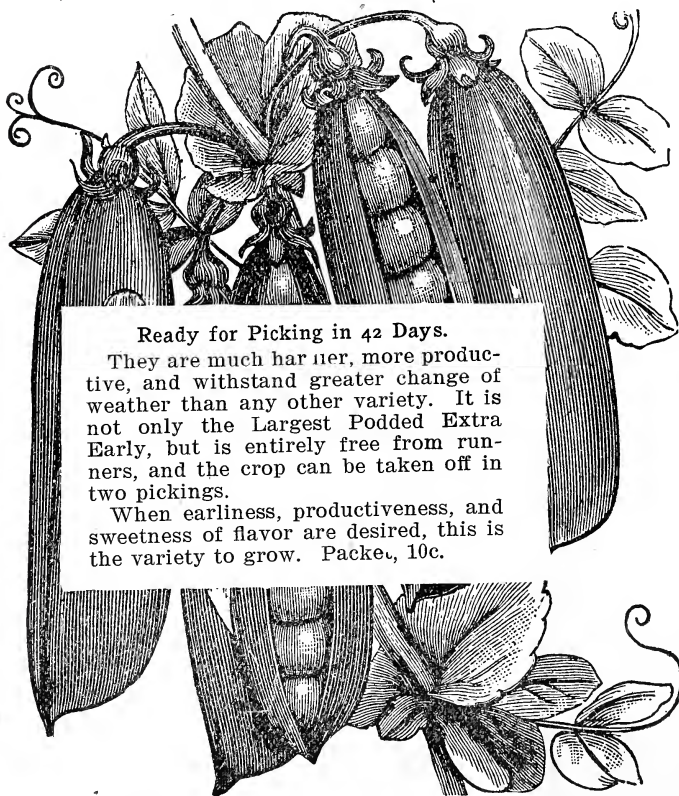 Ready for Picking in 42 Days.
They are much har ier, more produc-
tive, and withstand greater change of
weather than any other variety. It is
not only the Largest Podded Extra
Early, but is entirely free from run-
ners, and the crop can be taken off in
two pickings.
When earliness, productiveness, and
sweetness of flavor are desired, this is
the variety to grow. Packet, 10c.